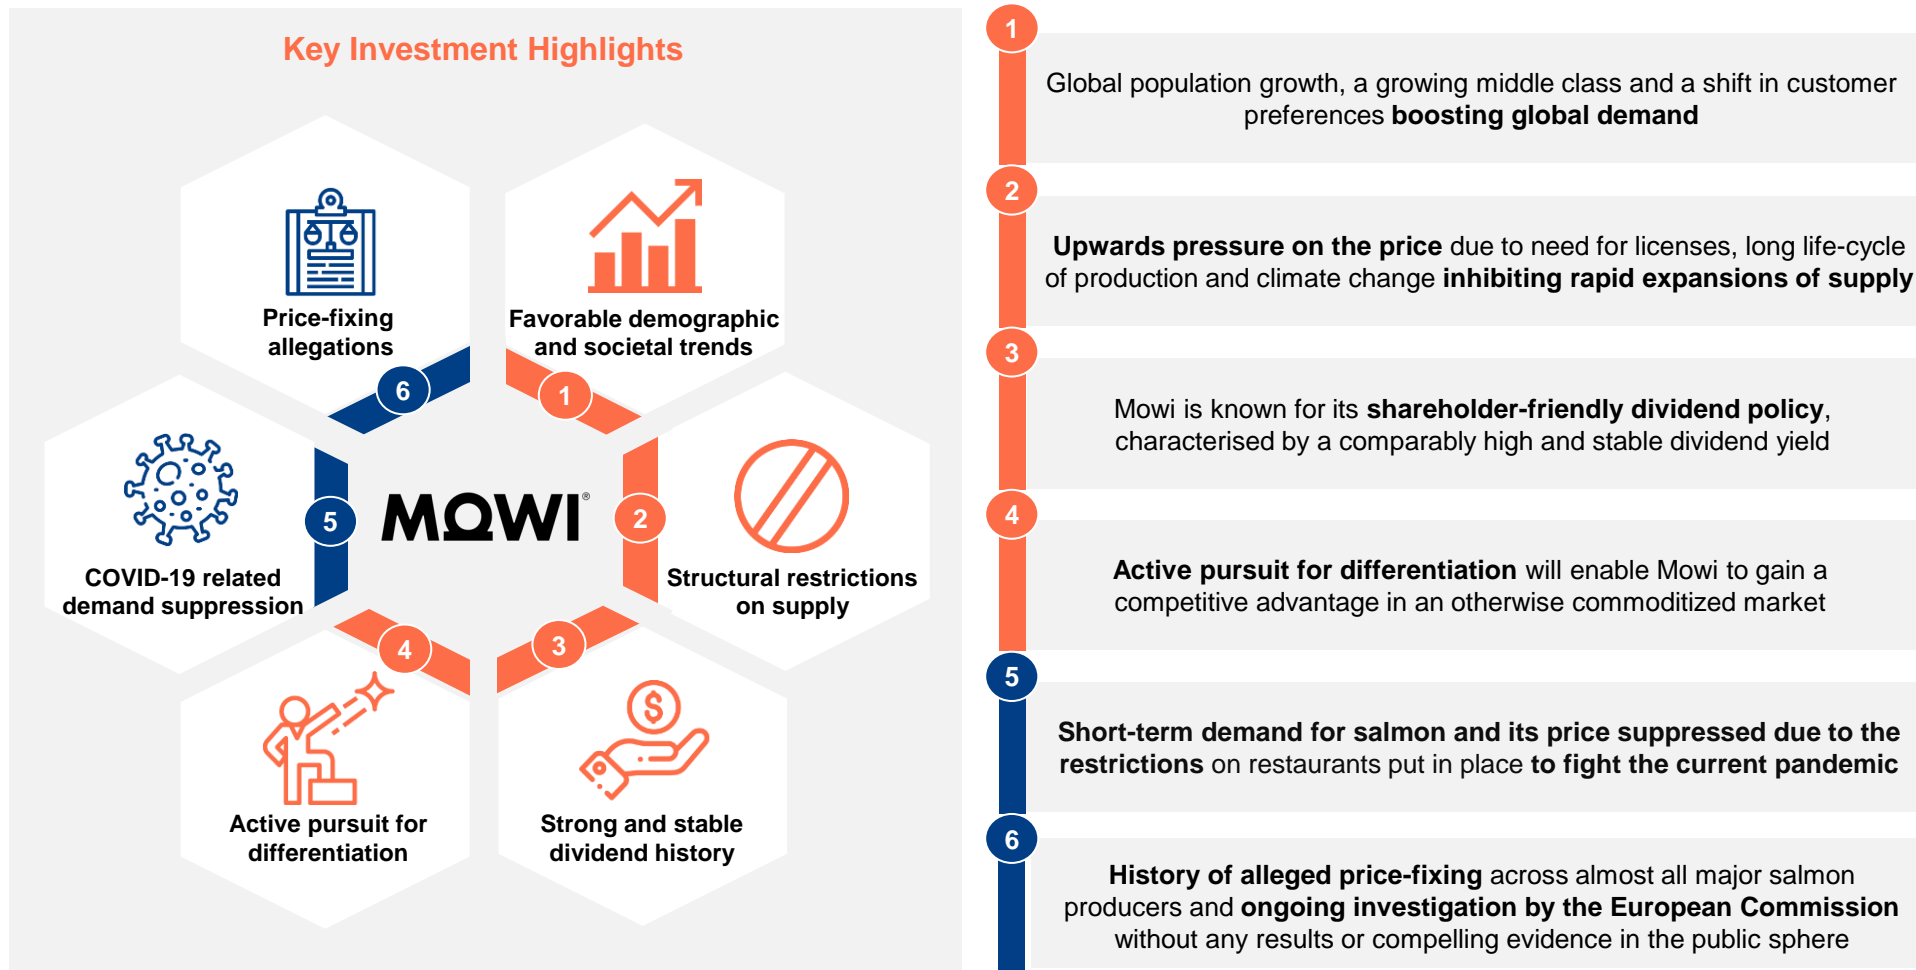 Key Investment Highlights
Price-fixing
allegations
Favorable demographic
and societal trends
6
1
COVID-19 related
demand suppression
5
MOWI®
2
Structural restrictions
on supply
4
3
Active pursuit for
differentiation
$
Strong and stable
dividend history
1
Global population growth, a growing middle class and a shift in customer
preferences boosting global demand
2
Upwards pressure on the price due to need for licenses, long life-cycle
of production and climate change inhibiting rapid expansions of supply
3
Mowi is known for its shareholder-friendly dividend policy,
characterised by a comparably high and stable dividend yield
4
Active pursuit for differentiation will enable Mowi to gain a
competitive advantage in an otherwise commoditized market
5
Short-term demand for salmon and its price suppressed due to the
restrictions on restaurants put in place to fight the current pandemic
6
History of alleged price-fixing across almost all major salmon
producers and ongoing investigation by the European Commission
without any results or compelling evidence in the public sphere